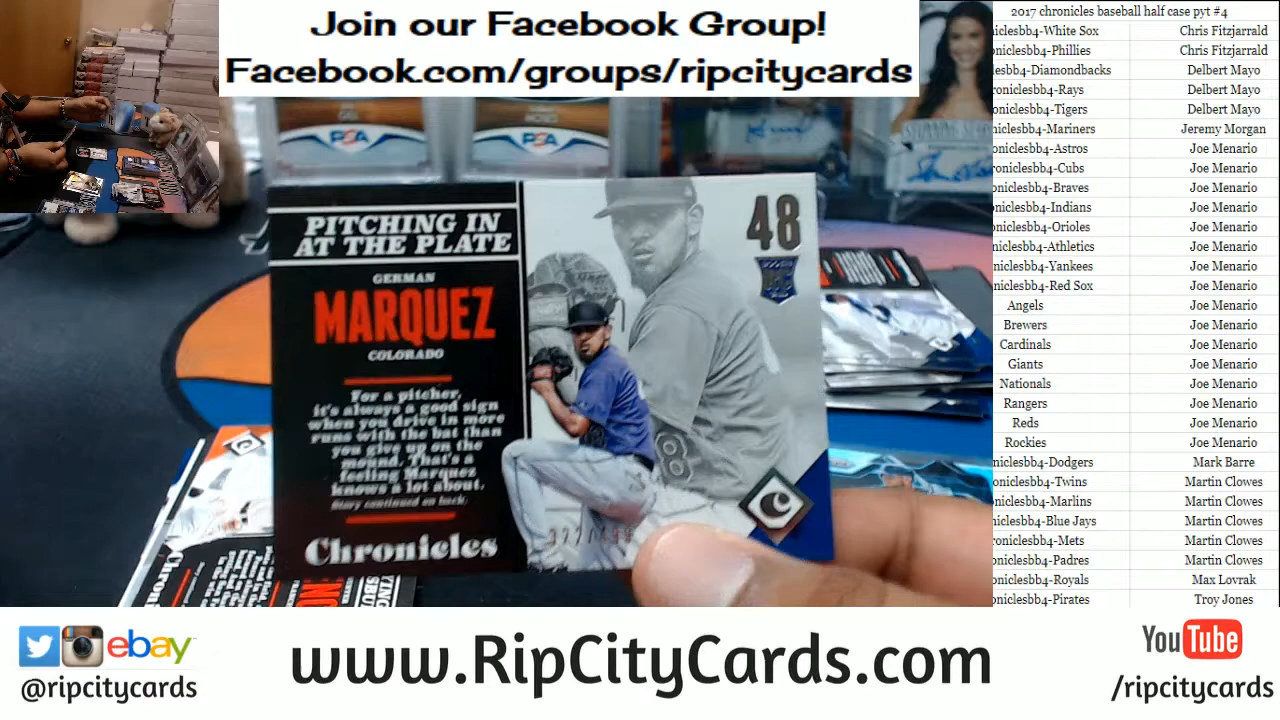 Join our Facebook Group!
Facebook.com/groups/ripcitycards
PSA
PSA
PITCHING IN
AT THE PLATE
GERMAN
MARQUEZ
COLORADO
For a pitcher,
it's always a good sign
when you drive in more
runs with the bat than
you give up on the
mound. That's a
feeling Marquez
knows a lot about.
Story continued on back.
Chronicles
48
C
2017 chronicles baseball half case pyt #4
niclesbb4-White Sox Chris Fitzjarrald
oniclesbb4-Phillies Chris Fitzjarrald
lesbb4-Diamondbacks Delbert Mayo
roniclesbb4-Rays Delbert Mayo
oniclesbb4-Tigers Delbert Mayo
niclesbb4-Mariners Jeremy Morgan
oniclesbb4-Astros Joe Menario
oniclesbb4-Cubs Joe Menario
niclesbb4-Braves Joe Menario
oniclesbb4-Indians Joe Menario
oniclesbb4-Orioles Joe Menario
niclesbb4-Athletics Joe Menario
niclesbb4-Yankees Joe Menario
niclesbb4-Red Sox Joe Menario
Angels Joe Menario
Brewers Joe Menario
Cardinals Joe Menario
Giants Joe Menario
Nationals Joe Menario
Rangers Joe Menario
Reds Joe Menario
Rockies Joe Menario
niclesbb4-Dodgers Mark Barre
oniclesbb4-Twins Martin Clowes
niclesbb4-Marlins Martin Clowes
niclesbb4-Blue Jays Martin Clowes
oniclesbb4-Mets Martin Clowes
oniclesbb4-Padres Martin Clowes
niclesbb4-Royals Max Lovrak
niclesbb4-Pirates Troy Jones
ebay
@ripcitycards
www.RipCityCards.com
YouTube
/ripcitycards